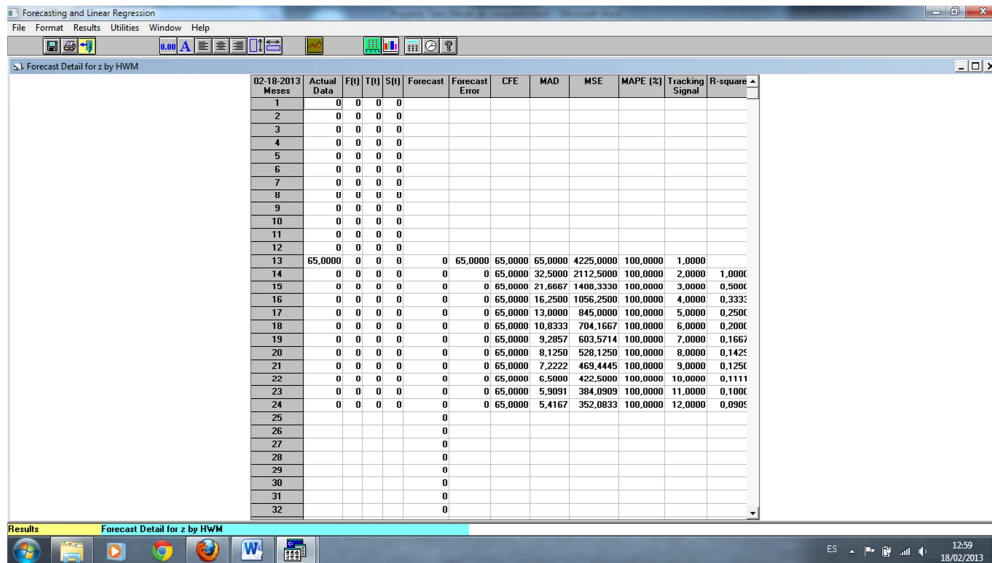 Forecasting and Linear Regression
File Format Results Utilities Window Help
0.00 A
Forecast Detail for z by HWM
02-18-2013 Meses Actual Data F(t) T(t) S(t) Forecast Forecast Error CFE MAD MSE MAPE (%) Tracking Signal R-square
1 0 0 0 0
2 0 0 0 0
3 0 0 0 0
4 0 0 0 0
5 0 0 0 0
6 0 0 0 0
7 0 0 0 0
8 0 0 0 0
9 0 0 0 0
10 0 0 0 0
11 0 0 0 0
12 0 0 0 0
13 65,0000 0 0 0 0 65,0000 65,0000 65,0000 4225,0000 100,0000 1,0000
14 0 0 0 0 0 0 65,0000 32,5000 2112,5000 100,0000 2,0000 1,0000
15 0 0 0 0 0 0 65,0000 21,6667 1408,3330 100,0000 3,0000 0,5000
16 0 0 0 0 0 0 65,0000 16,2500 1056,2500 100,0000 4,0000 0,3333
17 0 0 0 0 0 0 65,0000 13,0000 845,0000 100,0000 5,0000 0,2500
18 0 0 0 0 0 0 65,0000 10,8333 704,1667 100,0000 6,0000 0,2000
19 0 0 0 0 0 0 65,0000 9,2857 603,5714 100,0000 7,0000 0,1667
20 0 0 0 0 0 0 65,0000 8,1250 528,1250 100,0000 8,0000 0,1429
21 0 0 0 0 0 0 65,0000 7,2222 469,4445 100,0000 9,0000 0,1250
22 0 0 0 0 0 0 65,0000 6,5000 422,5000 100,0000 10,0000 0,1111
23 0 0 0 0 0 0 65,0000 5,9091 384,0909 100,0000 11,0000 0,1000
24 0 0 0 0 0 0 65,0000 5,4167 352,0833 100,0000 12,0000 0,0909
25 0
26 0
27 0
28 0
29 0
30 0
31 0
32 0
Results Forecast Detail for z by HWM
ES 12:59
18/02/2013